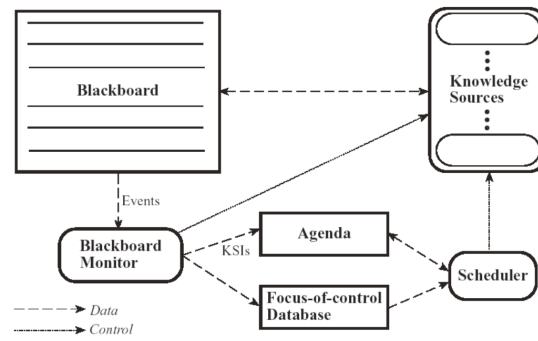 Blackboard
Knowledge
Sources
Events
Blackboard
Monitor
KSIs
Agenda
Scheduler
Focus-of-control
Database
Data
Control